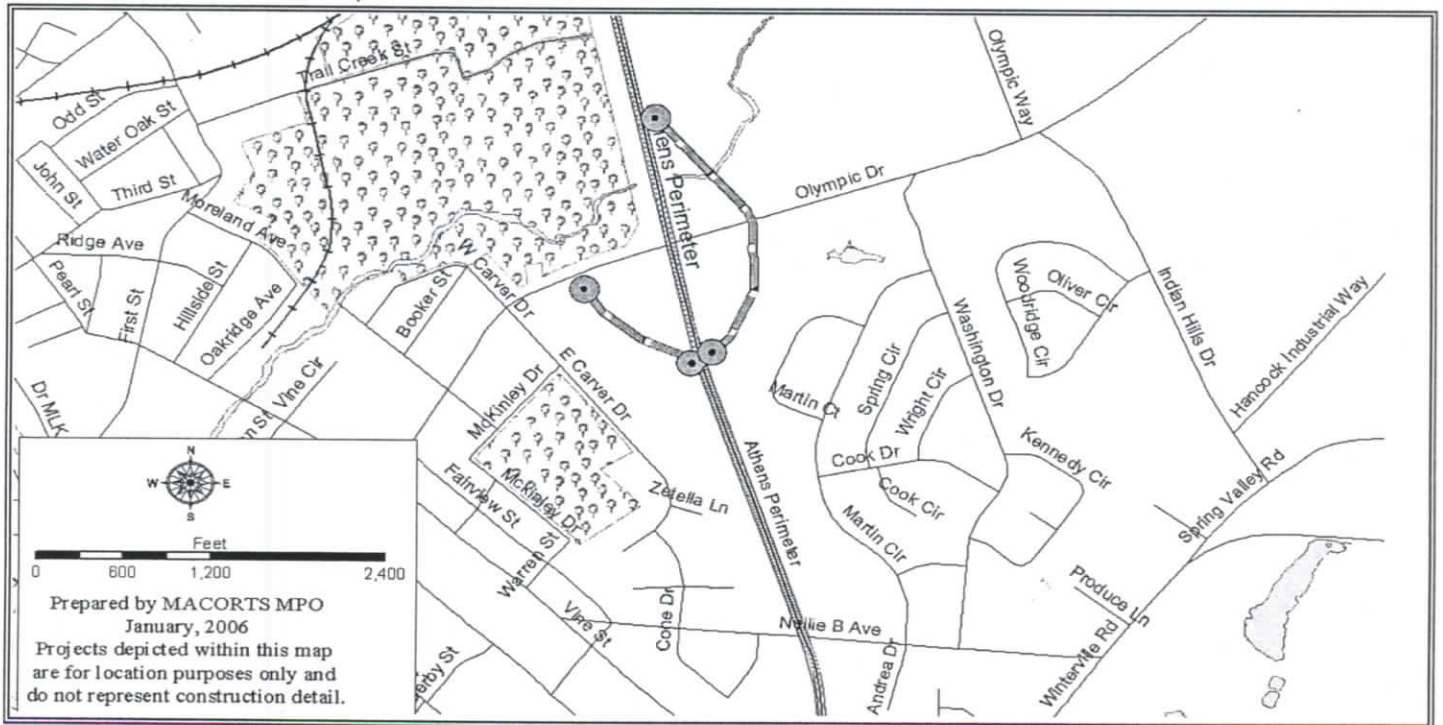 Trail Creek St
Odd St
Water Oak St
John St
Third St
Moreland Ave
Ridge Ave
Pearl St
First St
Hillside St
Oakridge Ave
Booker St
W Carver Dr
E Carver Dr
McKinley Dr
Vine Cir
Dr MLK
Fairview St
McKinley Dr
Warren St
Vine St
Zetella Ln
Cone Dr
Nellie B Ave
Andrea Dr
ens Perimeter
Athens Perimeter
Olympic Dr
Olympic Way
Washington Dr
Woodridge Cir
Oliver Cir
Indian Hills Dr
Hancock Industrial Way
Martin Ct
Spring Cir
Wright Cir
Cook Dr
Cook Cir
Martin Cir
Kennedy Cir
Spring Valley Rd
Produce Ln
Winterville Rd
erby St
n St
N
W E
S
Feet
0 600 1,200 2,400
Prepared by MACORTS MPO
January, 2006
Projects depicted within this map
are for location purposes only and
do not represent construction detail.